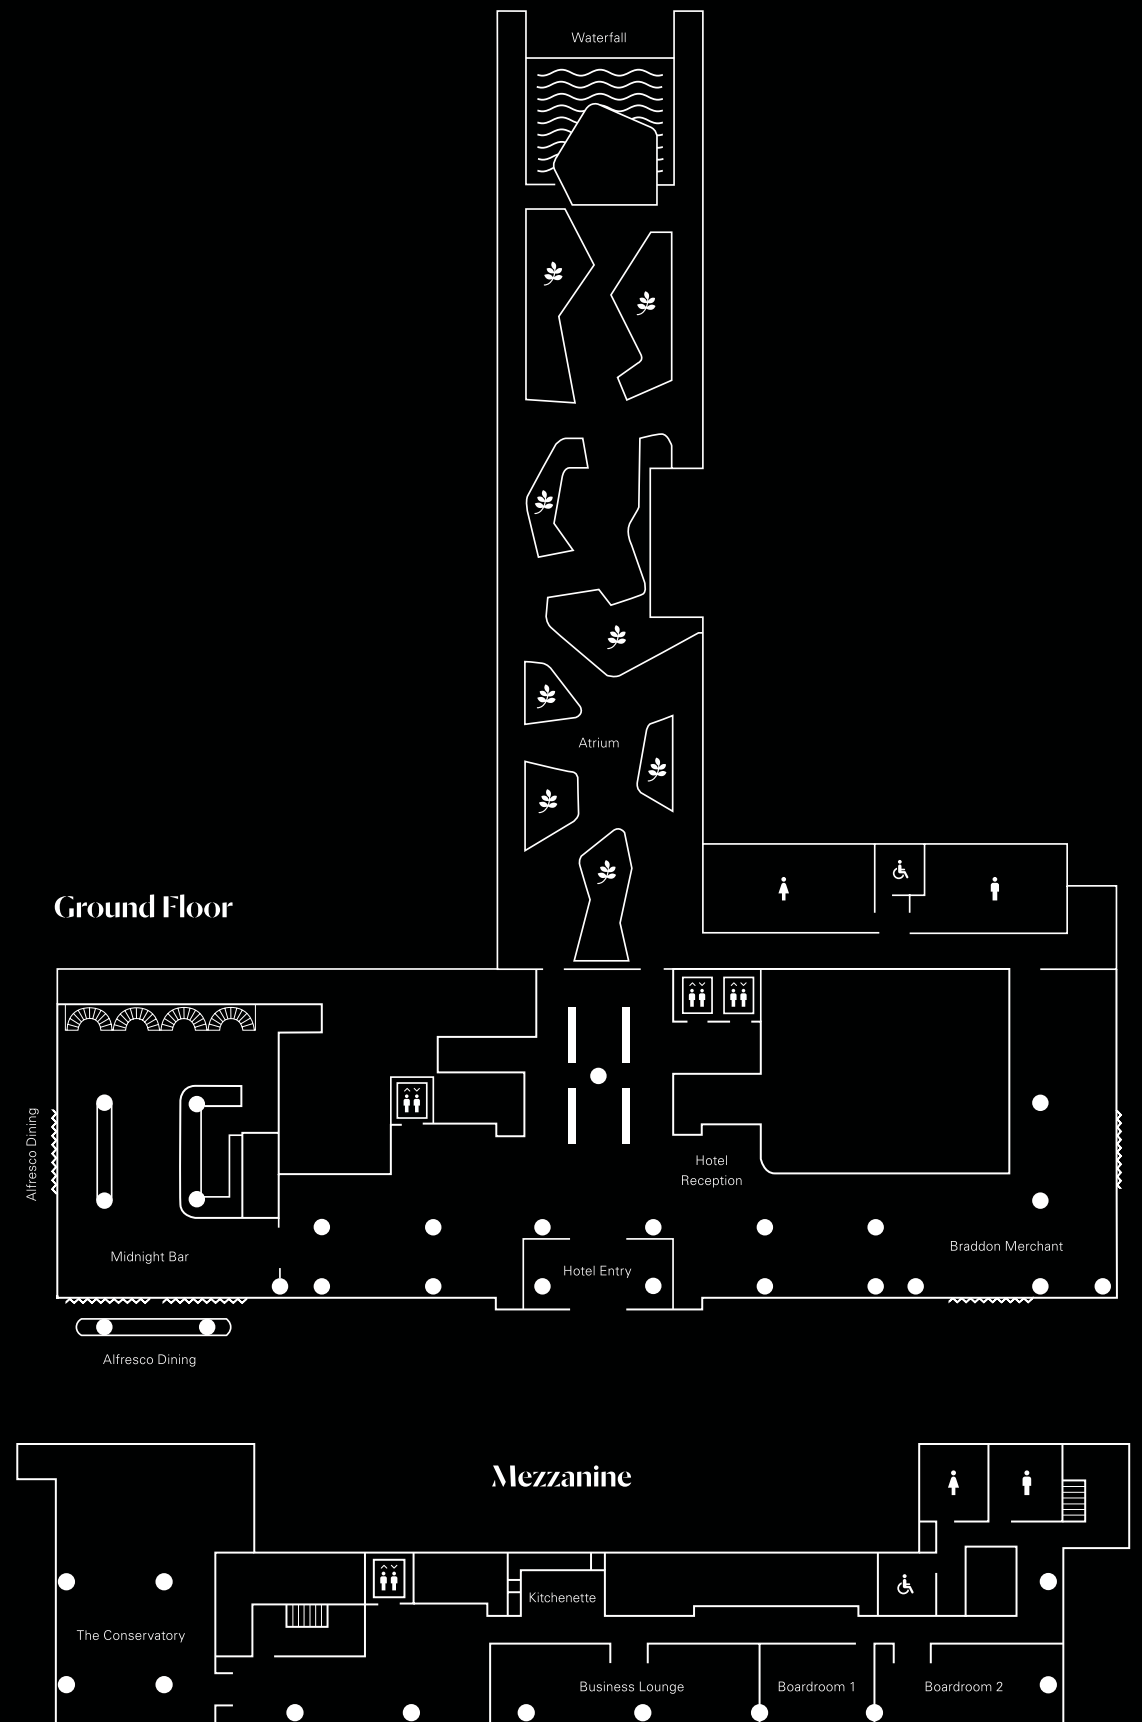 Waterfall
Atrium
Ground Floor
Alfresco Dining
Hotel
Reception
Midnight Bar
Braddon Merchant
Hotel Entry
Alfresco Dining
Mezzanine
Kitchenette
The Conservatory
Business Lounge
Boardroom 1
Boardroom 2